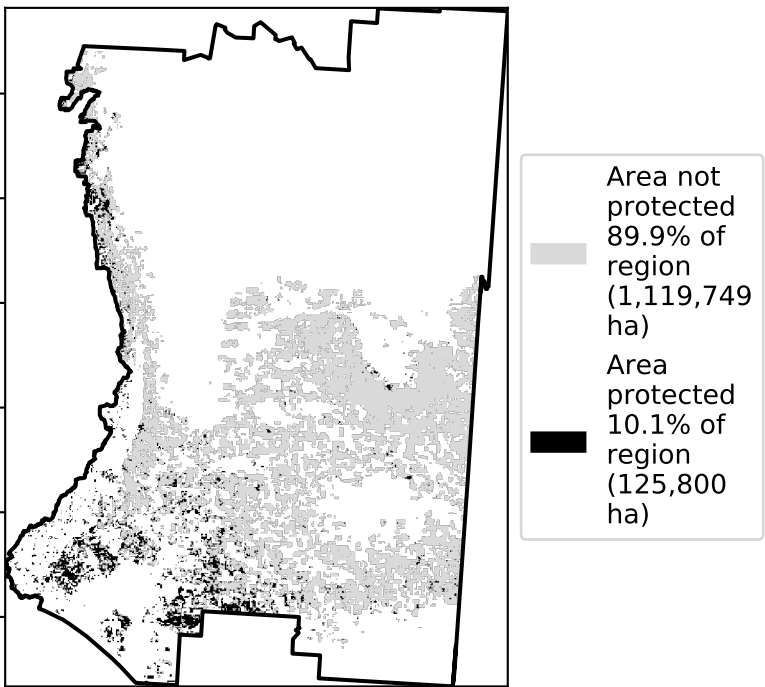 Area not
protected
89.9% of
region
(1,119,749
ha)
Area
protected
10.1% of
region
(125,800
ha)